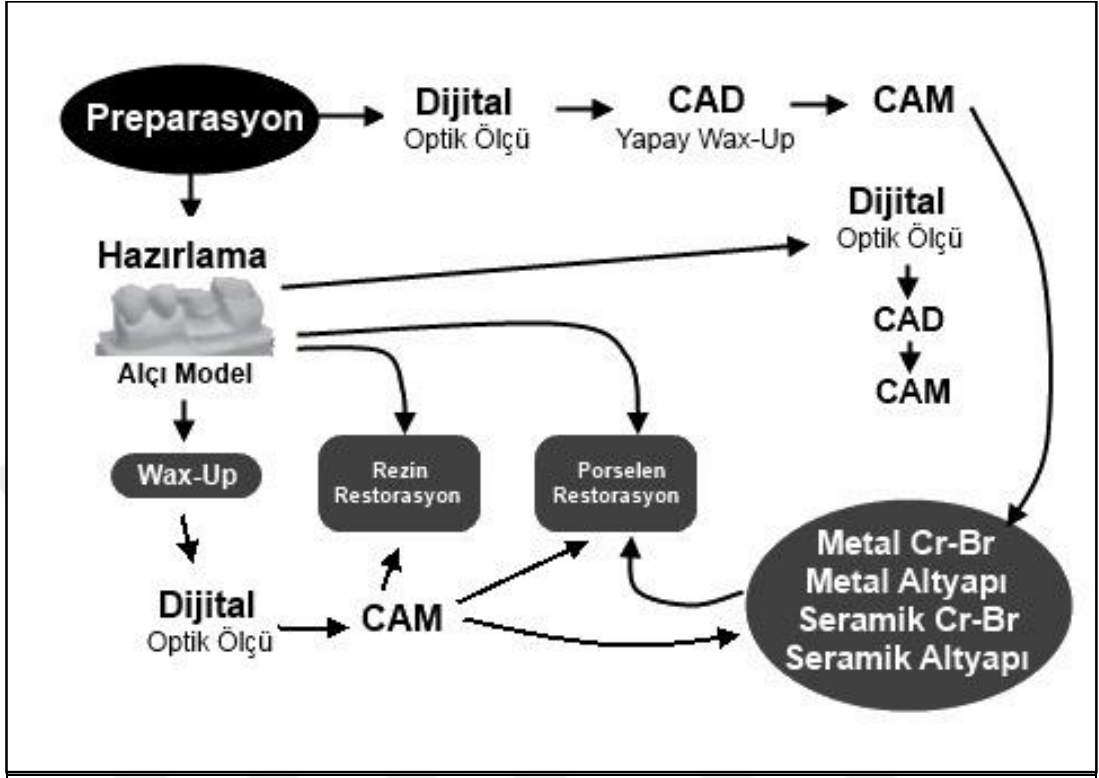 Preparasyon
Dijital
Optik Ölçü
CAD
Yapay Wax-Up
CAM
Dijital
Optik Ölçü
CAD
CAM
Hazırlama
Alçı Model
Wax-Up
Rezin
Restorasyon
Porselen
Restorasyon
Dijital
Optik Ölçü
CAM
Metal Cr-Br
Metal Altyapı
Seramik Cr-Br
Seramik Altyapı